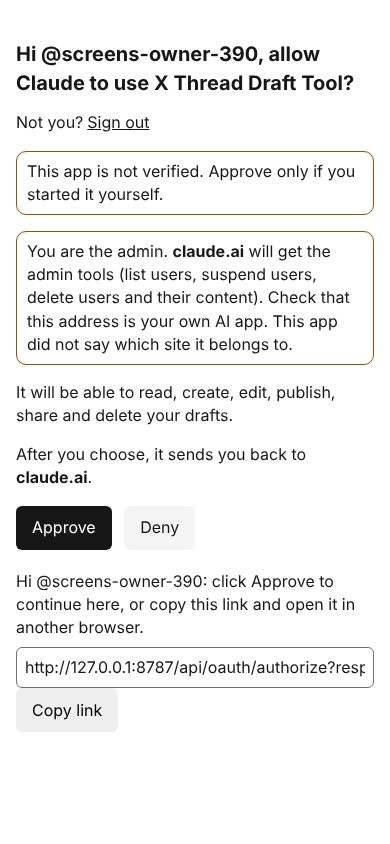 Hi @screens-owner-390, allow
Claude to use X Thread Draft Tool?
Not you? Sign out
This app is not verified. Approve only if you
started it yourself.
You are the admin. claude.ai will get the
admin tools (list users, suspend users,
delete users and their content). Check that
this address is your own AI app. This app
did not say which site it belongs to.
It will be able to read, create, edit, publish,
share and delete your drafts.
After you choose, it sends you back to
claude.ai.
Approve
Deny
Hi @screens-owner-390: click Approve to
continue here, or copy this link and open it in
another browser.
http://127.0.0.1:8787/api/oauth/authorize?resp
Copy link